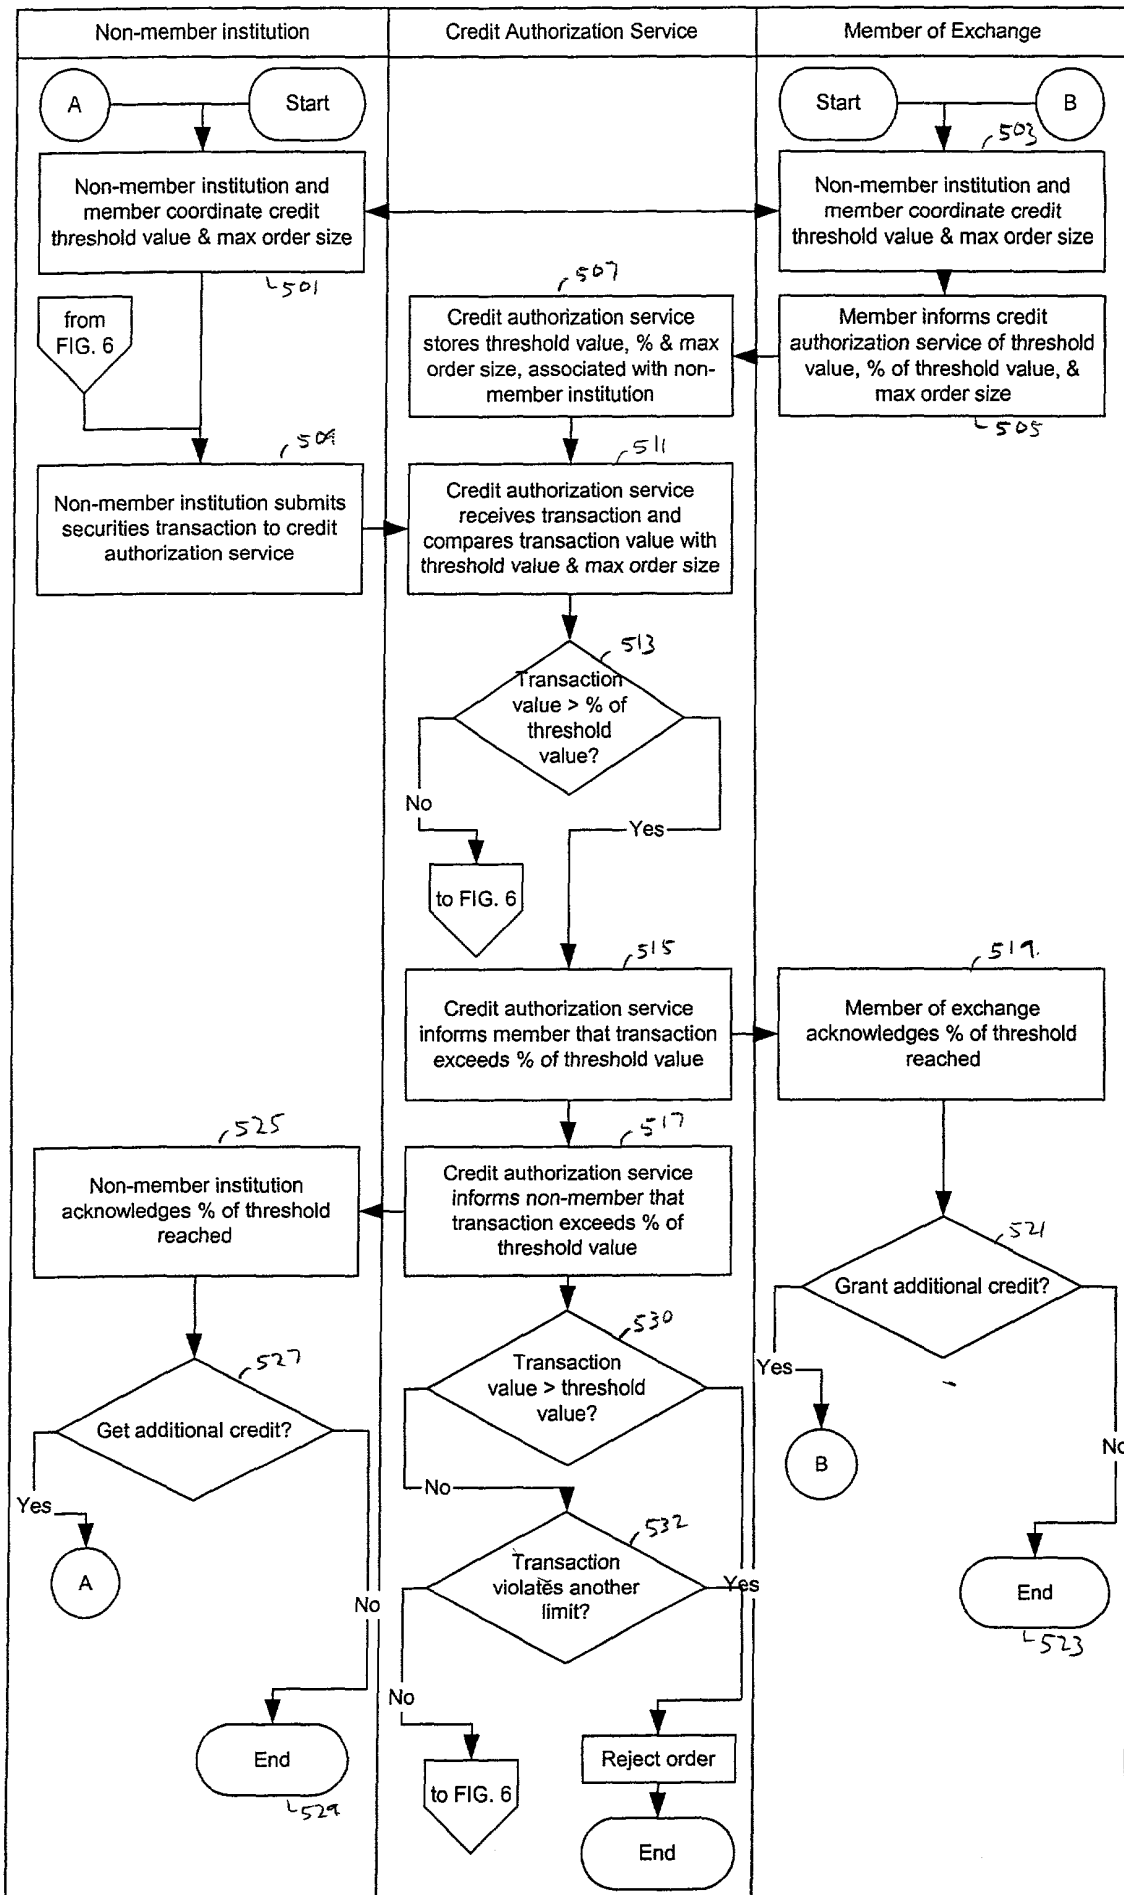 Non-member institution
Credit Authorization Service
Member of Exchange
A
Start
Start
B
503
Non-member institution and
member coordinate credit
threshold value & max order size
501
Non-member institution and
member coordinate credit
threshold value & max order size
507
from
FIG. 6
Credit authorization service
stores threshold value, % & max
order size, associated with non-
member institution
Member informs credit
authorization service of threshold
value, % of threshold value, &
max order size
505
509
511
Non-member institution submits
securities transaction to credit
authorization service
Credit authorization service
receives transaction and
compares transaction value with
threshold value & max order size
513
Transaction
value > % of
threshold
value?
No
Yes
to FIG. 6
515
519
Credit authorization service
informs member that transaction
exceeds % of threshold value
Member of exchange
acknowledges % of threshold
reached
525
517
Non-member institution
acknowledges % of threshold
reached
Credit authorization service
informs non-member that
transaction exceeds % of
threshold value
521
Grant additional credit?
Yes
No
B
530
Transaction
value > threshold
value?
527
Get additional credit?
Yes
No
A
No
Yes
532
Transaction
violates another
limit?
End
523
No
End
529
to FIG. 6
Reject order
End